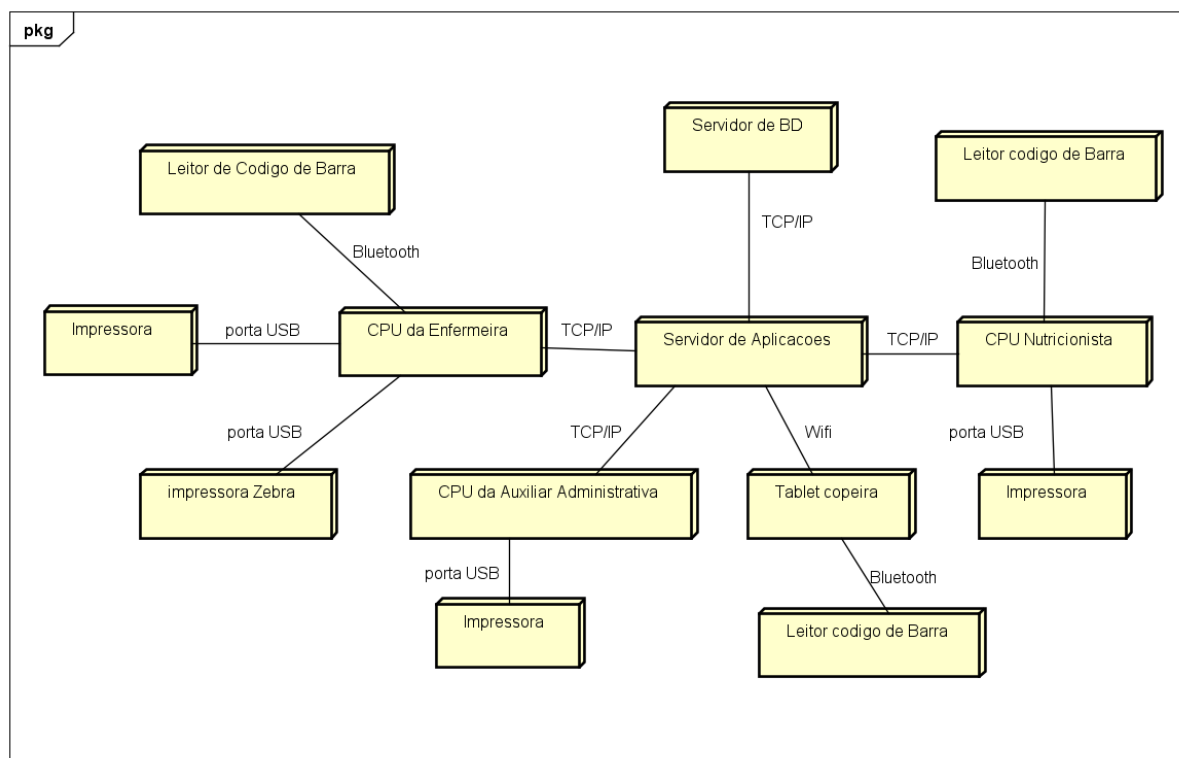 pkg
Servidor de BD
Leitor codigo de Barra
Leitor de Codigo de Barra
TCP/IP
Bluetooth
Bluetooth
Impressora
porta USB
CPU da Enfermeira
TCP/IP
Servidor de Aplicacoes
TCP/IP
CPU Nutricionista
porta USB
TCP/IP
Wifi
porta USB
impressora Zebra
CPU da Auxiliar Administrativa
Tablet copeira
Impressora
porta USB
Bluetooth
Impressora
Leitor codigo de Barra